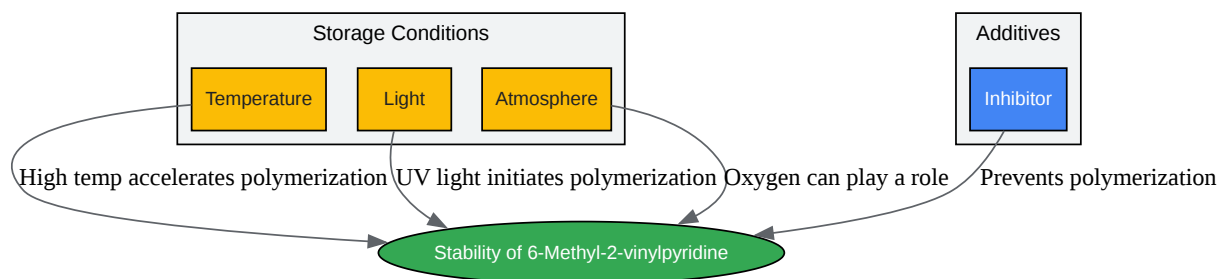 Storage Conditions
Additives
Temperature
Light
Atmosphere
Inhibitor
High temp accelerates polymerization
UV light initiates polymerization
Oxygen can play a role
Prevents polymerization
Stability of 6-Methyl-2-vinylpyridine